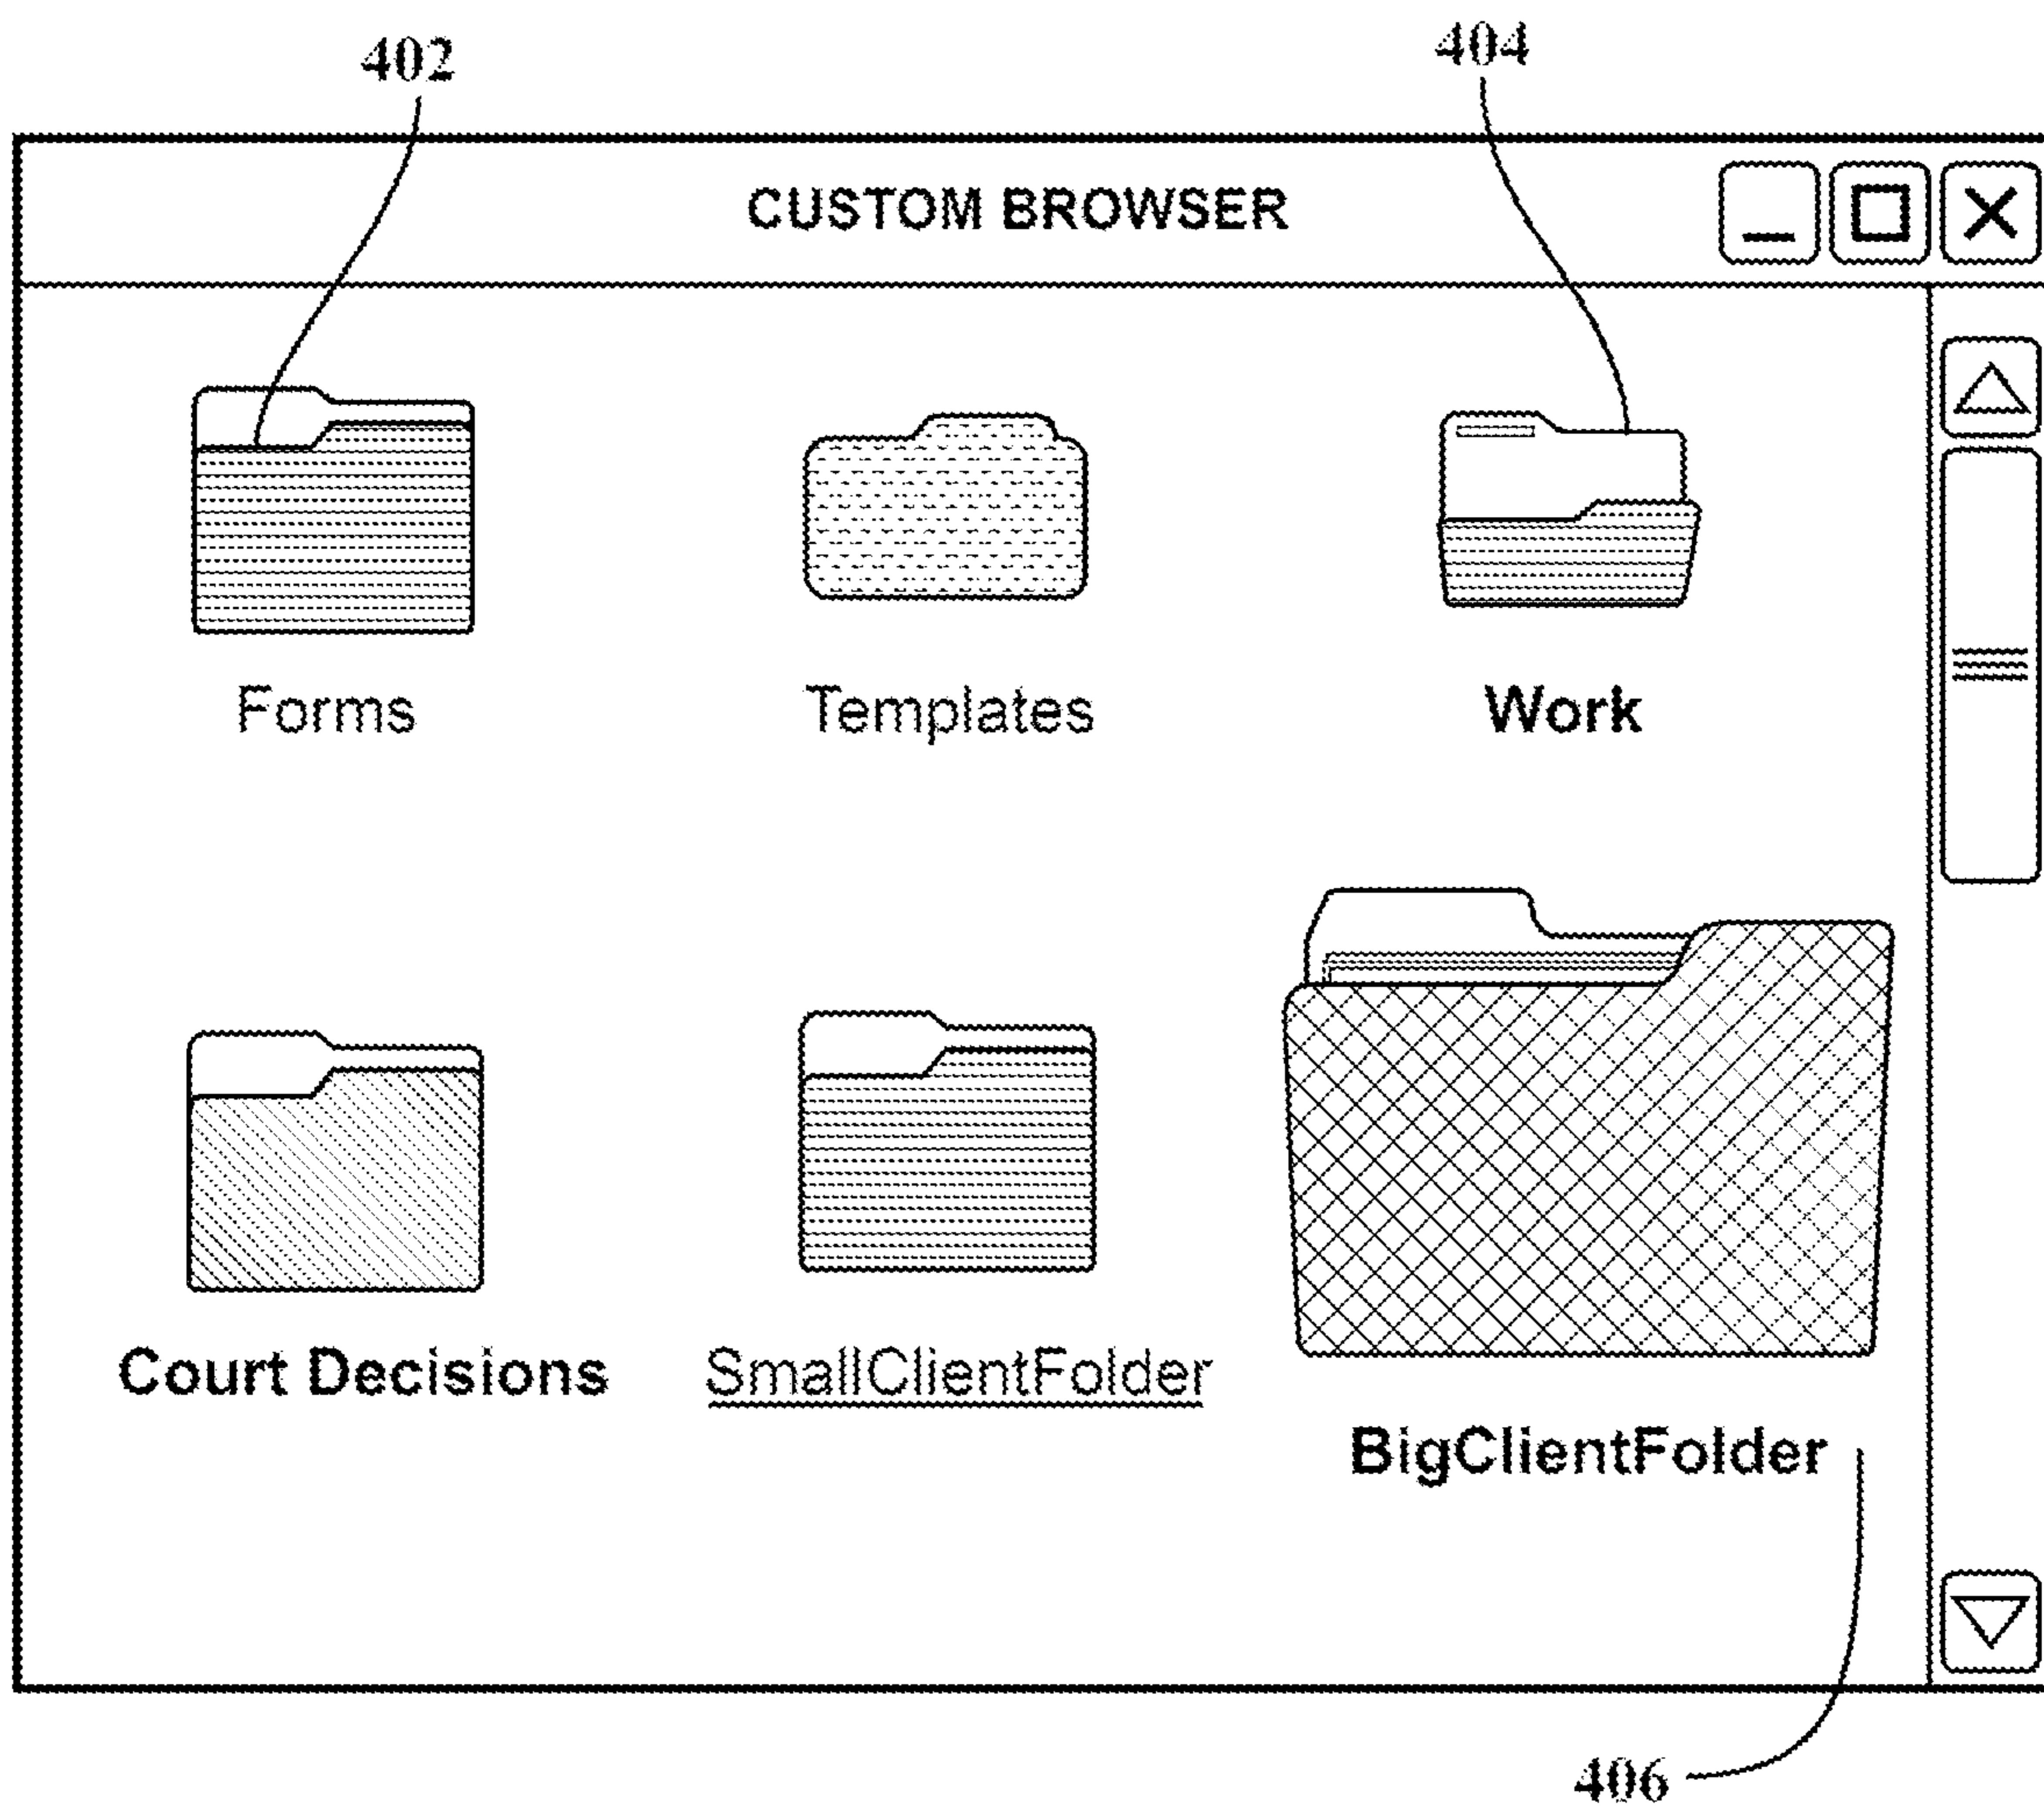 402 404
CUSTOM BROWSER
Forms Templates Work
Court Decisions SmallClientFolder
BigClientFolder
406